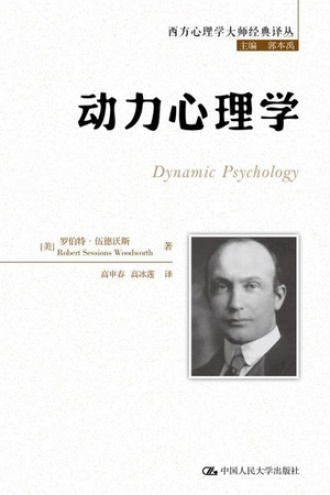 西方心理学大师经典译丛
主编 郭本禹
动力心理学
Dynamic Psychology
[美] 罗伯特·伍德沃斯 著
Robert Sessions Woodworth
高申春 高冰莲 译
中国人民大学出版社